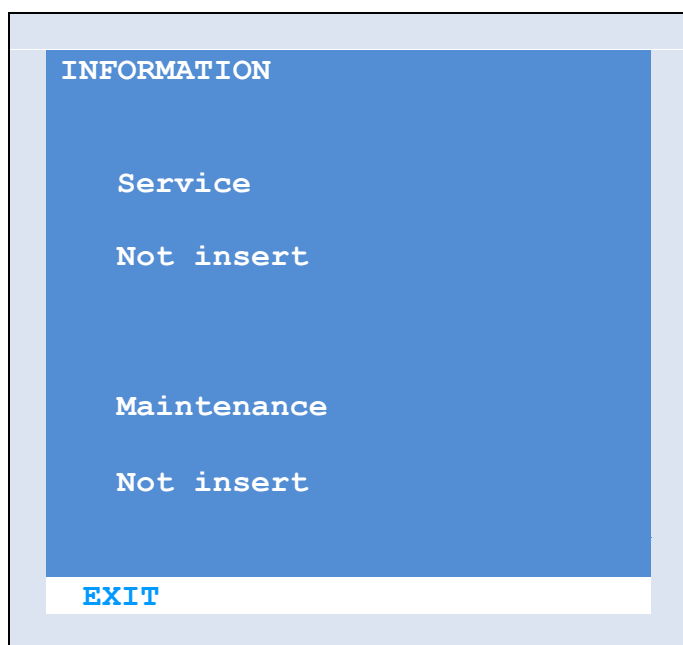 INFORMATION
Service
Not insert
Maintenance
Not insert
EXIT